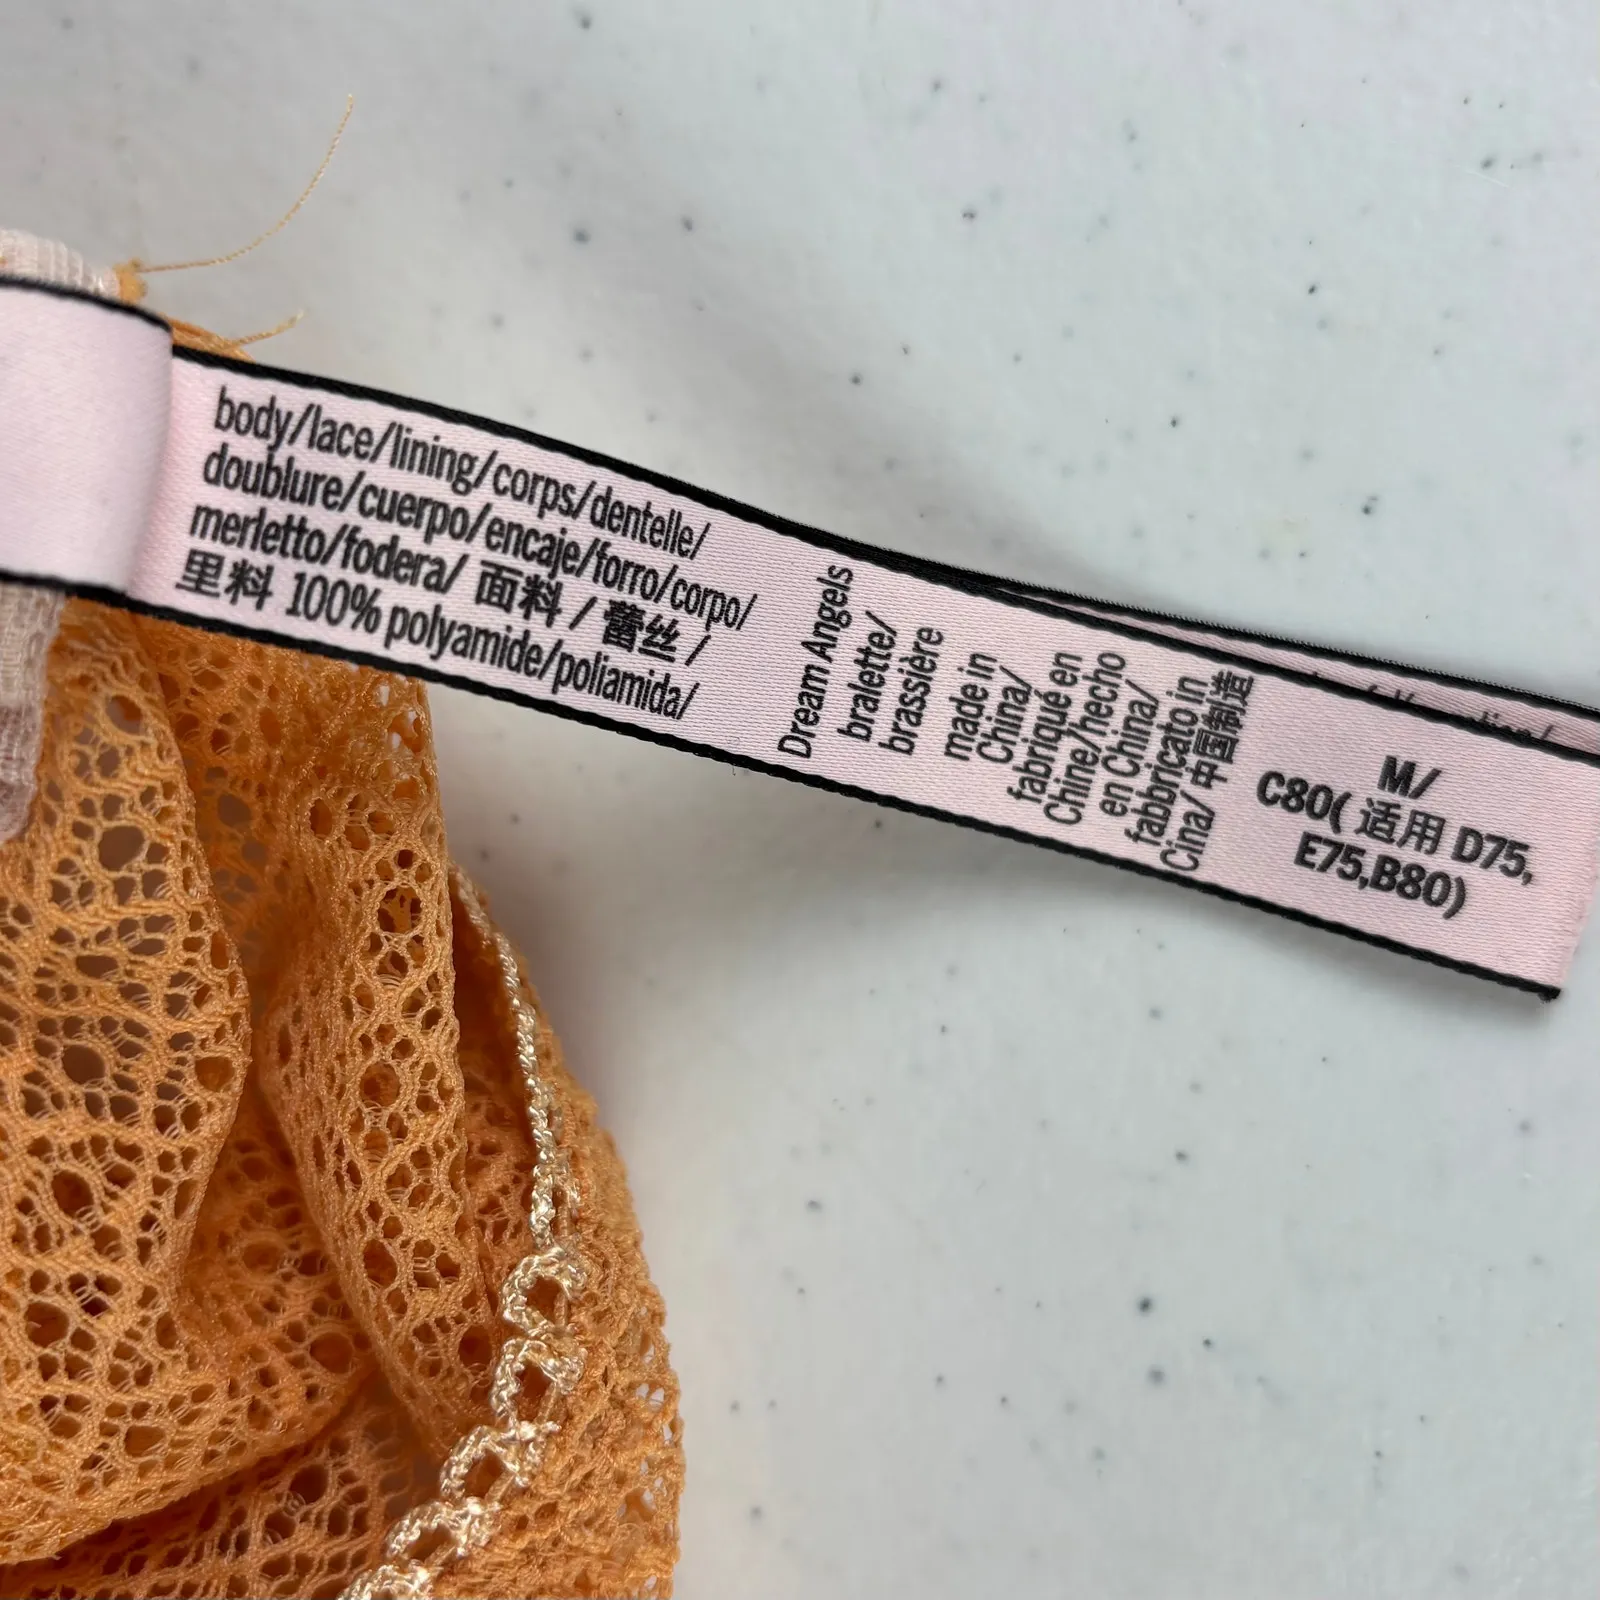 body/lace/lining/corps/dentelle/
doublure/cuerpo/encaje/forro/corpo/
merletto/fodera/ 面料 / 蕾丝 /
里料 100% polyamide/poliamida/
Dream Angels
bralette/
brassière
made in
China/
fabriqué en
Chine/hecho
en China/
fabbricato in
Cina/ 中国制造
M/
C80( 适用 D75,
E75,B80)